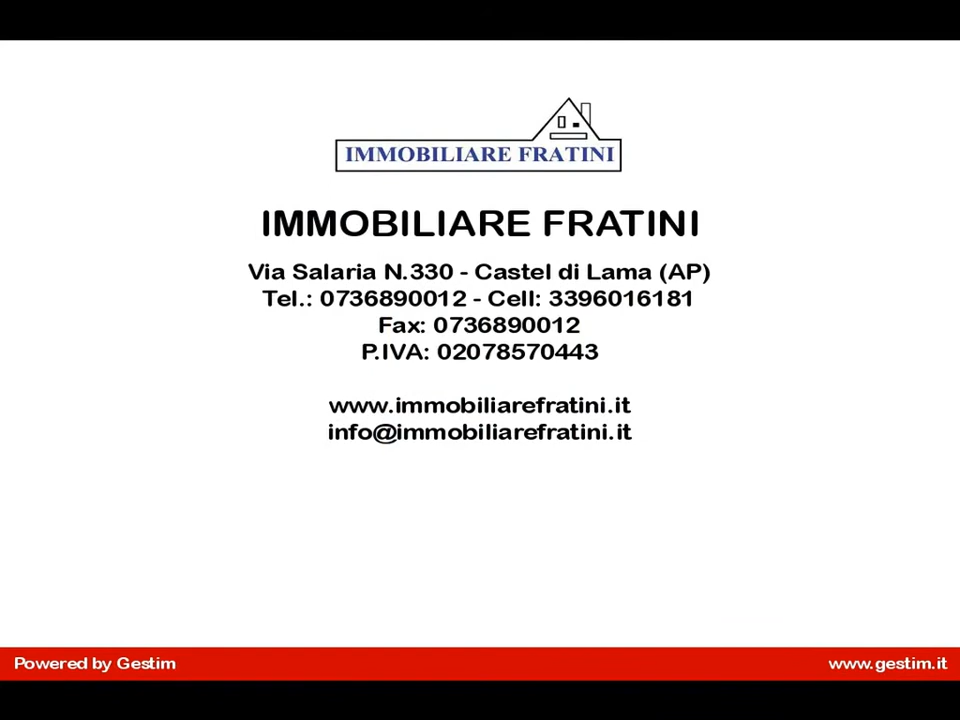 IMMOBILIARE FRATINI
IMMOBILIARE FRATINI
Via Salaria N.330 - Castel di Lama (AP)
Tel.: 0736890012 - Cell: 3396016181
Fax: 0736890012
P.IVA: 02078570443
www.immobiliarefratini.it
info@immobiliarefratini.it
Powered by Gestim
www.gestim.it